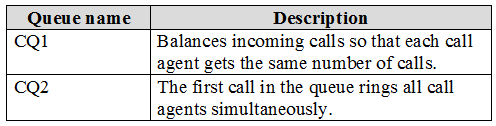 Queue name Description
CQ1 Balances incoming calls so that each call
agent gets the same number of calls.
CQ2 The first call in the queue rings all call
agents simultaneously.